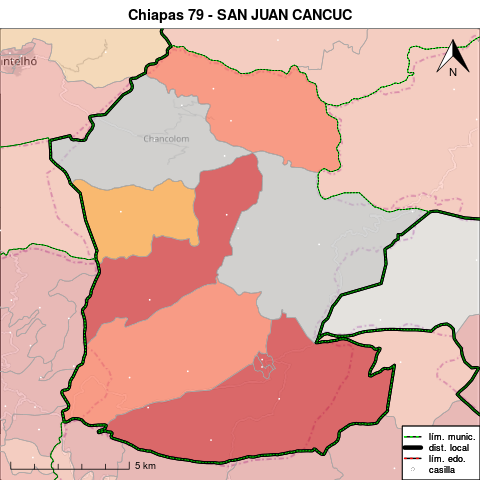 Chiapas 79 - SAN JUAN CANCUC
antelhó
N
Chancolom
5 km
lím. munic.
dist. local
lím. edo.
casilla